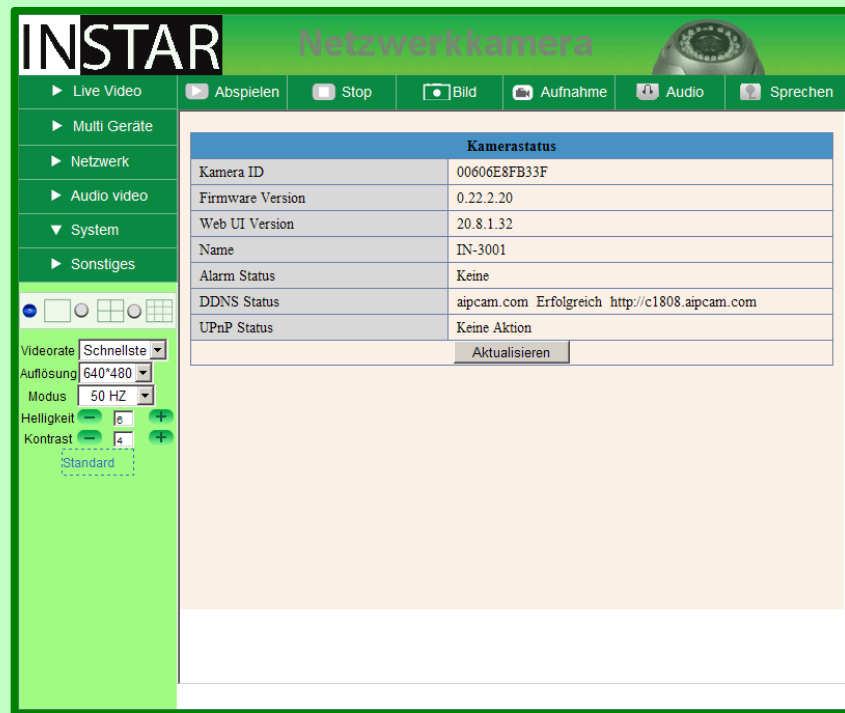 INSTAR Netzwerkkamera
Live Video
Multi Geräte
Netzwerk
Audio video
System
Sonstiges
Abspielen Stop Bild Aufnahme Audio Sprechen
Kamerastatus
Kamera ID 00606E8FB33F
Firmware Version 0.22.2.20
Web UI Version 20.8.1.32
Name IN-3001
Alarm Status Keine
DDNS Status aipcam.com Erfolgreich http://c1808.aipcam.com
UPnP Status Keine Aktion
Aktualisieren
Videorate Schnellste
Auflösung 640*480
Modus 50 HZ
Helligkeit 6
Kontrast 4
Standard